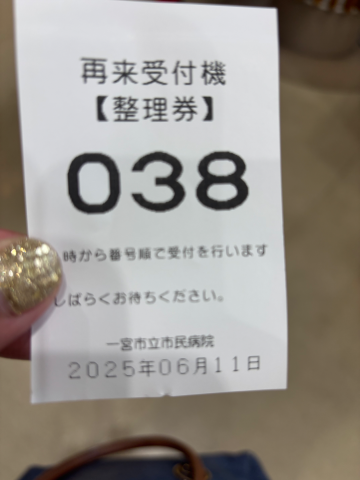 再来受付機
【整理券】
038
時から番号順で受付を行います
しばらくお待ちください。
一宮市立市民病院
2025年06月11日